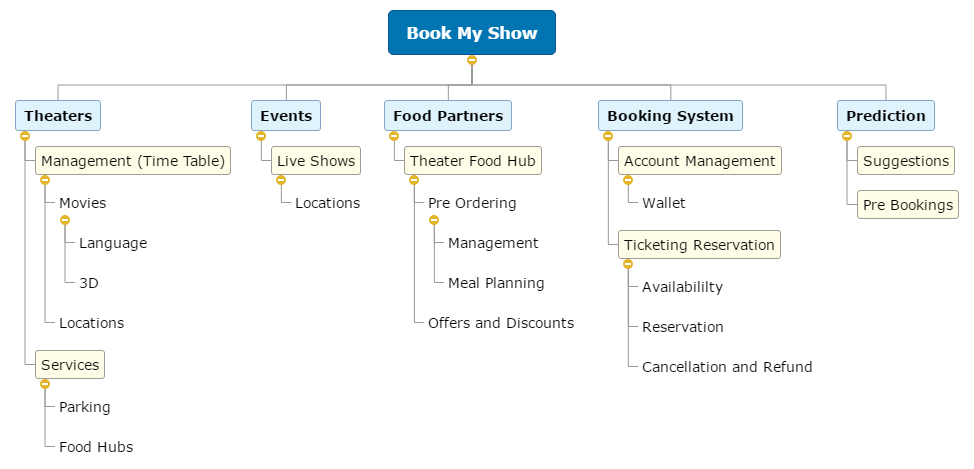 Book My Show
Theaters
Management (Time Table)
Movies
Language
3D
Locations
Services
Parking
Food Hubs
Events
Live Shows
Locations
Food Partners
Theater Food Hub
Pre Ordering
Management
Meal Planning
Offers and Discounts
Booking System
Account Management
Wallet
Ticketing Reservation
Availabililty
Reservation
Cancellation and Refund
Prediction
Suggestions
Pre Bookings